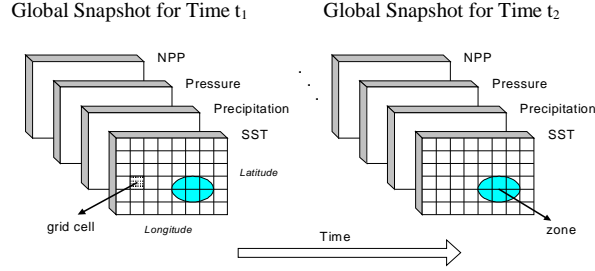 Global Snapshot for Time t₁
Global Snapshot for Time t₂
NPP
Pressure
Precipitation
SST
Latitude
grid cell
Longitude
NPP
Pressure
Precipitation
SST
zone
Time